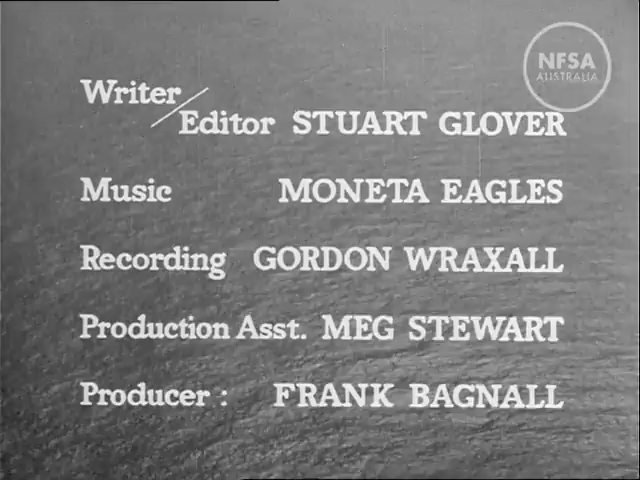 NFSA
AUSTRALIA
Writer/
Editor STUART GLOVER
Music MONETA EAGLES
Recording GORDON WRAXALL
Production Asst. MEG STEWART
Producer : FRANK BAGNALL